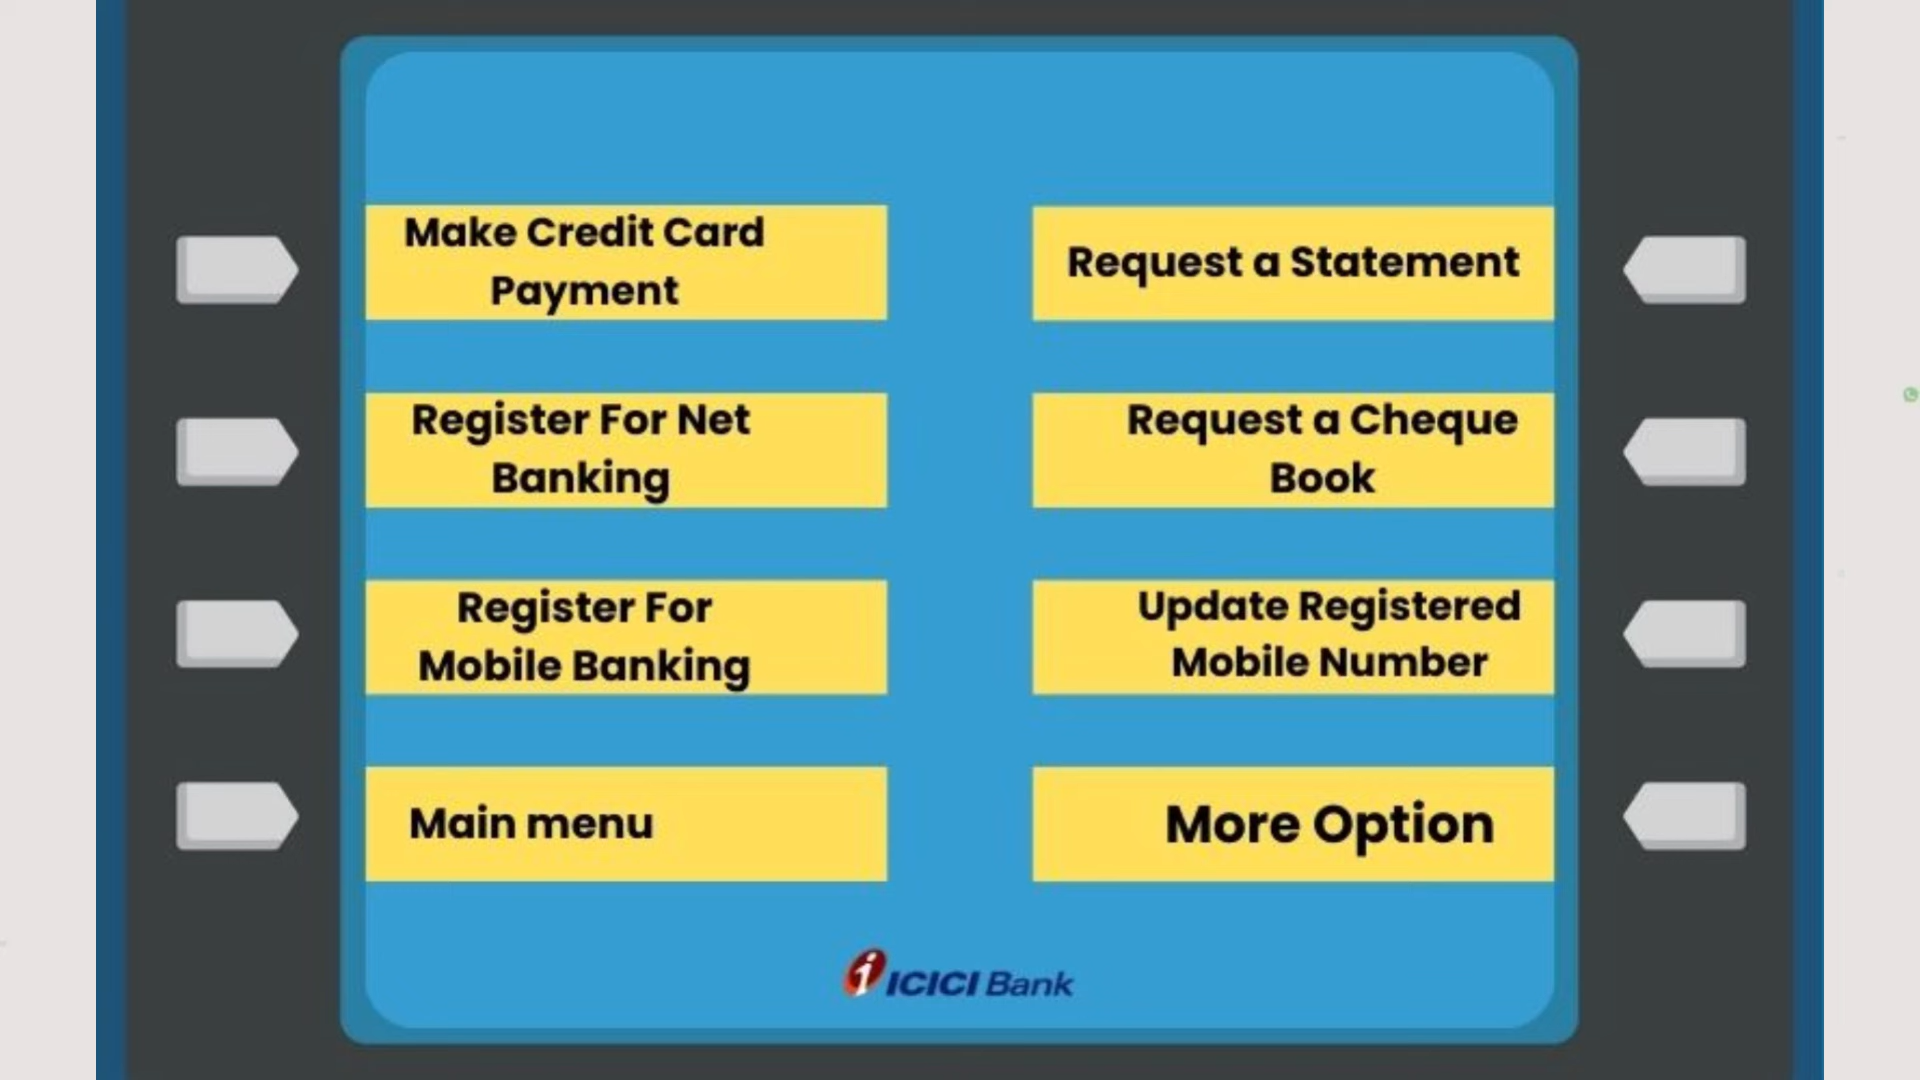 Make Credit Card
Payment
Request a Statement
Register For Net
Banking
Request a Cheque
Book
Register For
Mobile Banking
Update Registered
Mobile Number
Main menu
More Option
i ICICI Bank